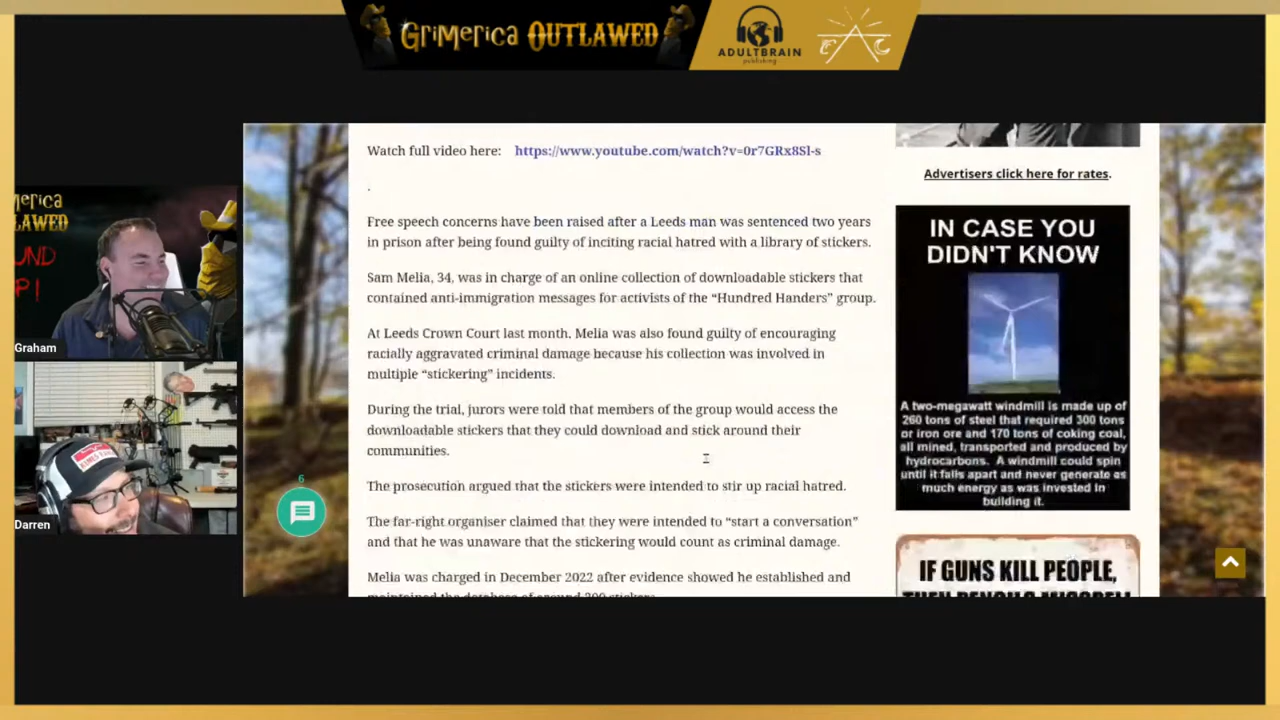 GRIMERICA OUTLAWED
ADULTBRAIN
publishing
merica
LAWED
UND
P!
Graham
Darren
6
Watch full video here: https://www.youtube.com/watch?v=0r7GRx8Sl-s
.
Free speech concerns have been raised after a Leeds man was sentenced two years
in prison after being found guilty of inciting racial hatred with a library of stickers.
Sam Melia, 34, was in charge of an online collection of downloadable stickers that
contained anti-immigration messages for activists of the “Hundred Handers” group.
At Leeds Crown Court last month, Melia was also found guilty of encouraging
racially aggravated criminal damage because his collection was involved in
multiple “stickering” incidents.
During the trial, jurors were told that members of the group would access the
downloadable stickers that they could download and stick around their
communities.
The prosecution argued that the stickers were intended to stir up racial hatred.
The far-right organiser claimed that they were intended to “start a conversation”
and that he was unaware that the stickering would count as criminal damage.
Melia was charged in December 2022 after evidence showed he established and
maintained the database of around 200 stickers.
Advertisers click here for rates.
IN CASE YOU
DIDN'T KNOW
A two-megawatt windmill is made up of
260 tons of steel that required 300 tons
or iron ore and 170 tons of coking coal,
all mined, transported and produced by
hydrocarbons. A windmill could spin
until it falls apart and never generate as
much energy as was invested in
building it.
IF GUNS KILL PEOPLE,